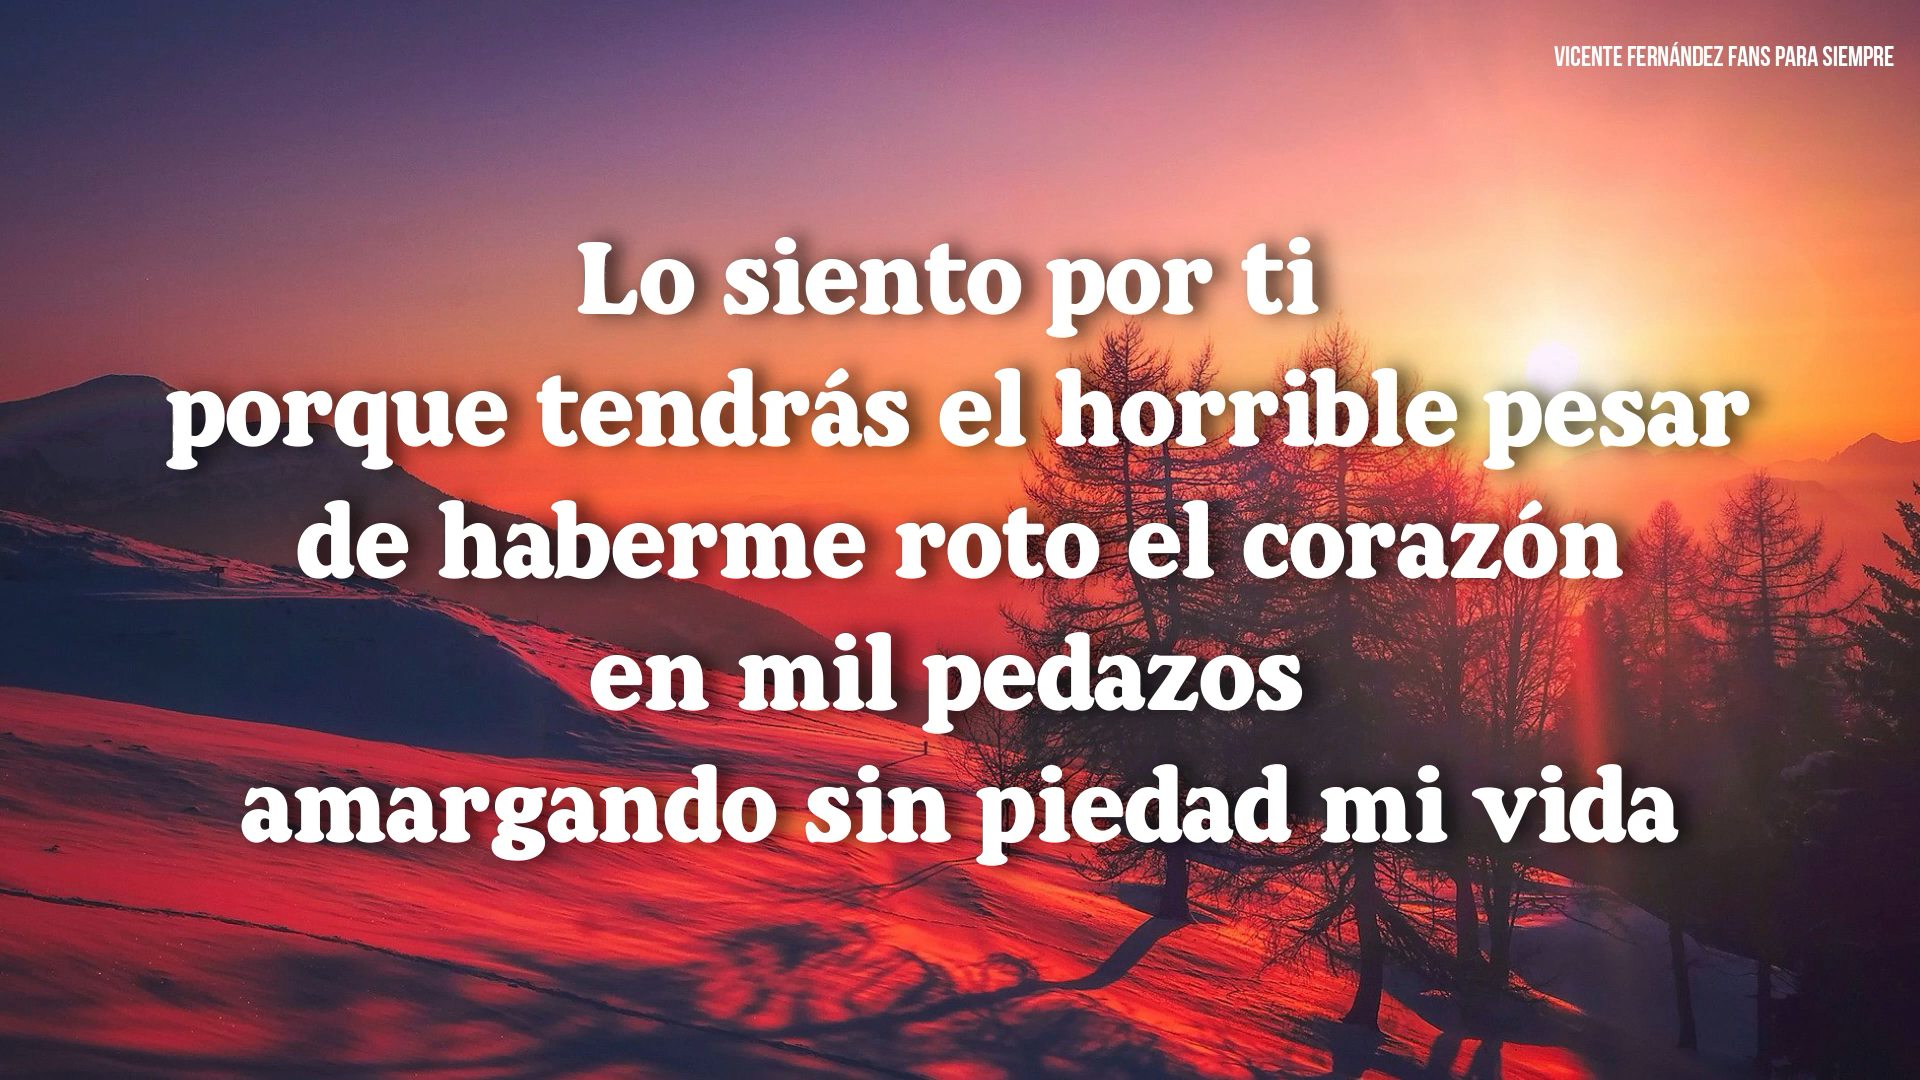 VICENTE FERNÁNDEZ FANS PARA SIEMPRE
Lo siento por ti
porque tendrás el horrible pesar
de haberme roto el corazón
en mil pedazos
amargando sin piedad mi vida